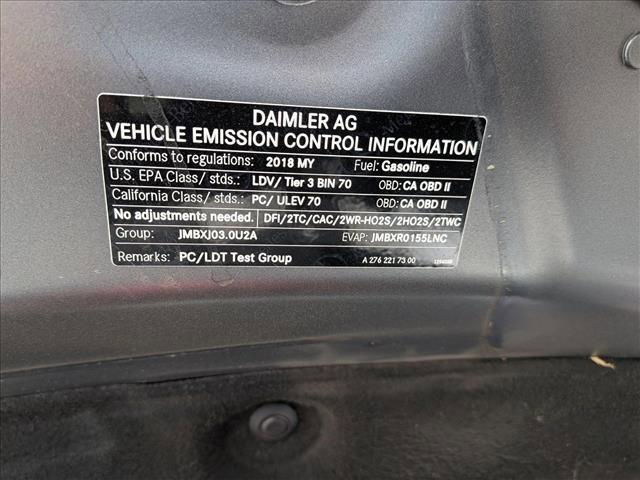 DAIMLER AG
VEHICLE EMISSION CONTROL INFORMATION
Conforms to regulations: 2018 MY Fuel: Gasoline
U.S. EPA Class/ stds.: LDV/ Tier 3 BIN 70 OBD: CA OBD II
California Class/ stds.: PC/ ULEV 70 OBD: CA OBD II
No adjustments needed. DFI/2TC/CAC/2WR-HO2S/2HO2S/2TWC
Group: JMBXJ03.0U2A EVAP: JMBXR0155LNC
Remarks: PC/LDT Test Group A 276 221 73 00